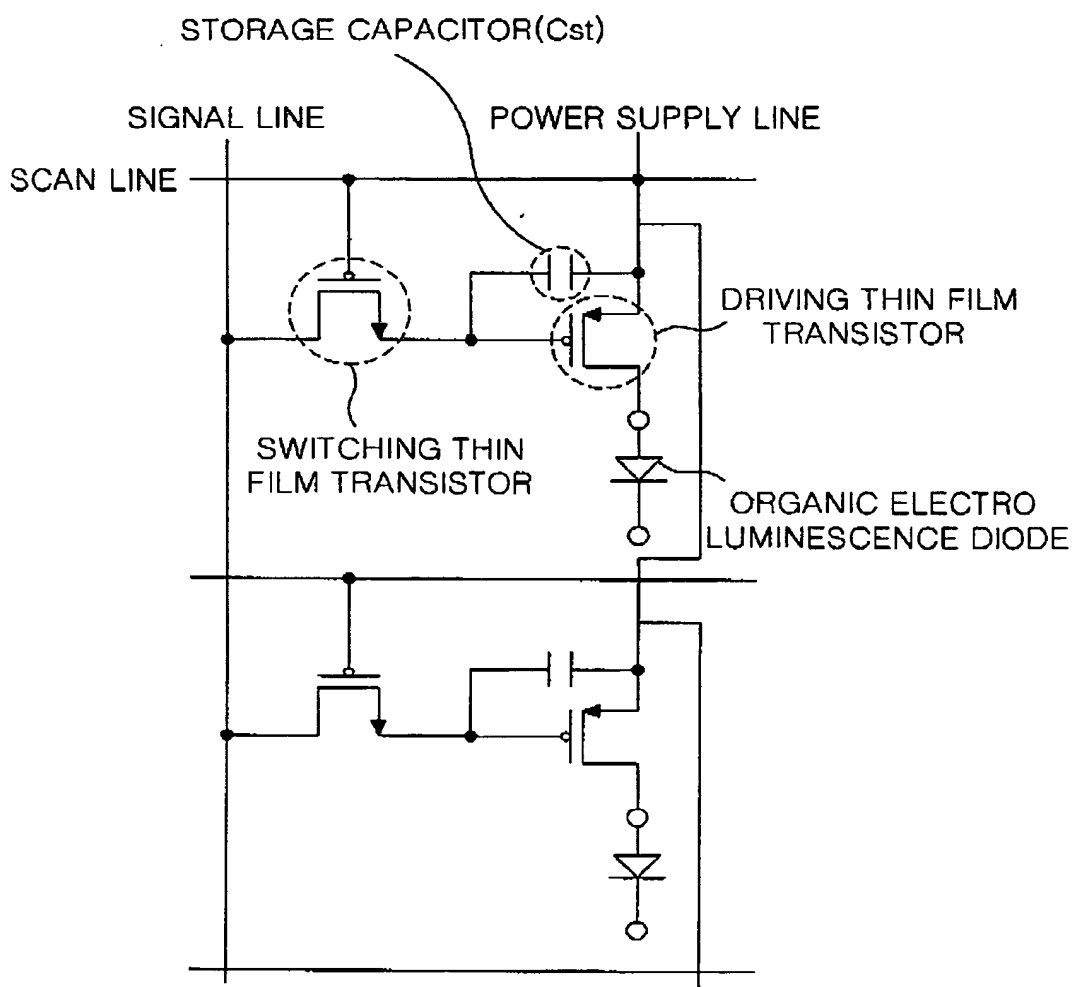 STORAGE CAPACITOR(Cst)
SIGNAL LINE
POWER SUPPLY LINE
SCAN LINE
DRIVING THIN FILM
TRANSISTOR
SWITCHING THIN
FILM TRANSISTOR
ORGANIC ELECTRO
LUMINESCENCE DIODE